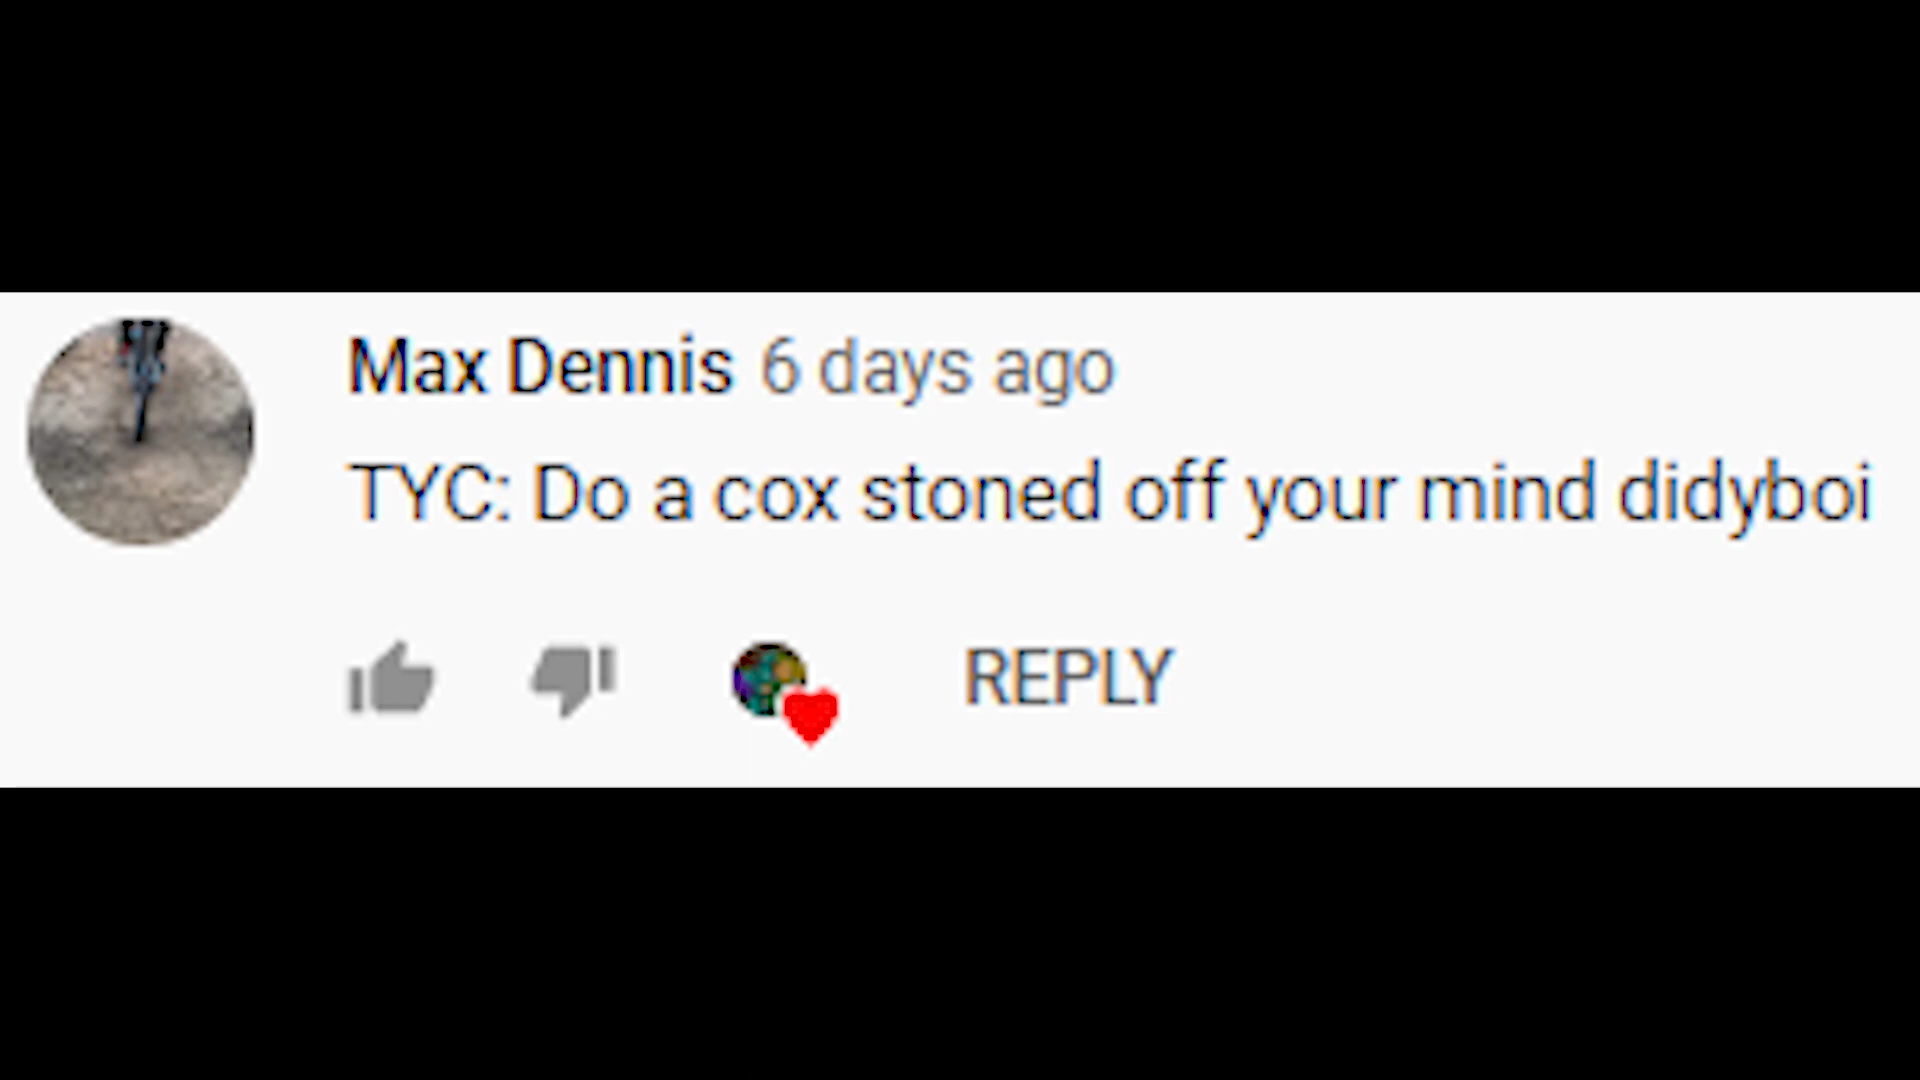 Max Dennis 6 days ago
TYC: Do a cox stoned off your mind didyboi
REPLY